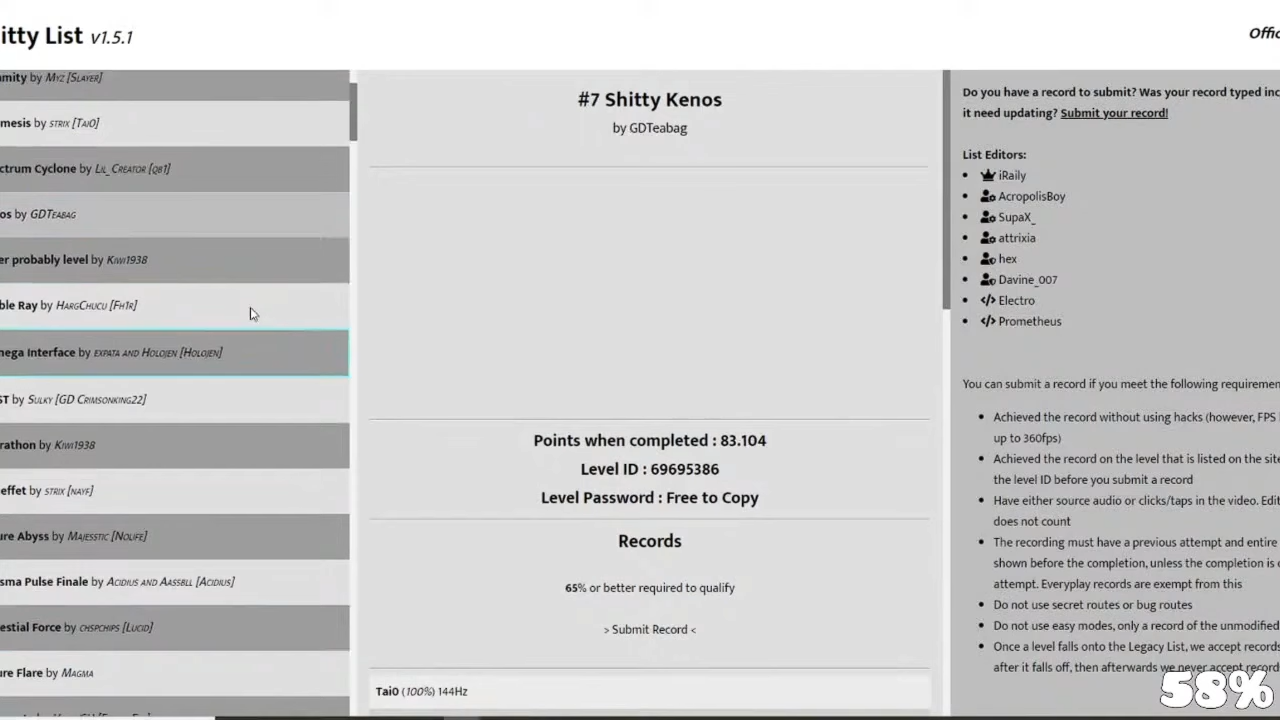 itty List v1.5.1
Offic
amity by Myz [Slayer]
mesis by strix [Tai0]
ctrum Cyclone by Lil_Creator [qb1]
os by GDTeabag
er probably level by Kiwi1938
ble Ray by HargChucu [Fh1r]
nega Interface by expata and Holojen [Holojen]
ST by Sulky [GD Crimsonking22]
rathon by Kiwi1938
effet by strix [nayf]
ure Abyss by Majesstic [Nolife]
sma Pulse Finale by Acidius and Aassbll [Acidius]
estial Force by chspchips [Lucid]
ure Flare by Magma
#7 Shitty Kenos
by GDTeabag
Points when completed : 83.104
Level ID : 69695386
Level Password : Free to Copy
Records
65% or better required to qualify
> Submit Record <
Tai0 (100%) 144Hz
Do you have a record to submit? Was your record typed inc
it need updating? Submit your record!
List Editors:
iRaily
AcropolisBoy
SupaX_
attrixia
hex
Davine_007
Electro
Prometheus
You can submit a record if you meet the following requiremen
Achieved the record without using hacks (however, FPS
up to 360fps)
Achieved the record on the level that is listed on the site
the level ID before you submit a record
Have either source audio or clicks/taps in the video. Edit
does not count
The recording must have a previous attempt and entire
shown before the completion, unless the completion is
attempt. Everyplay records are exempt from this
Do not use secret routes or bug routes
Do not use easy modes, only a record of the unmodified
Once a level falls onto the Legacy List, we accept records
after it falls off, then afterwards we never accept record
58%